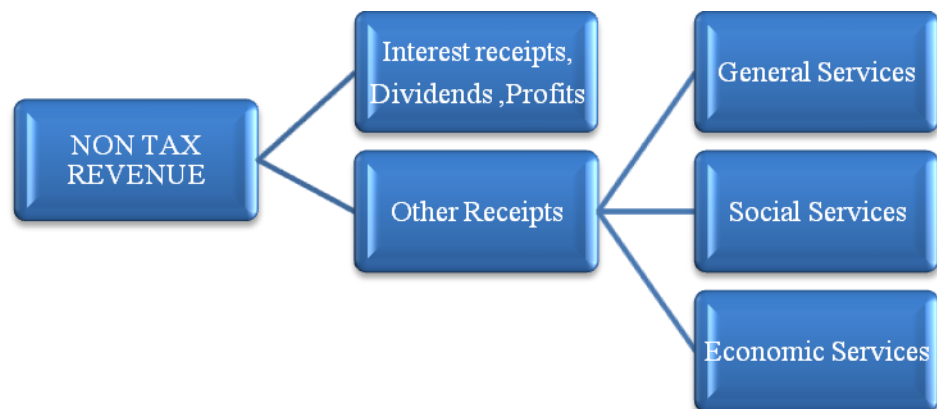 NON TAX
REVENUE
Interest receipts,
Dividends ,Profits
Other Receipts
General Services
Social Services
Economic Services